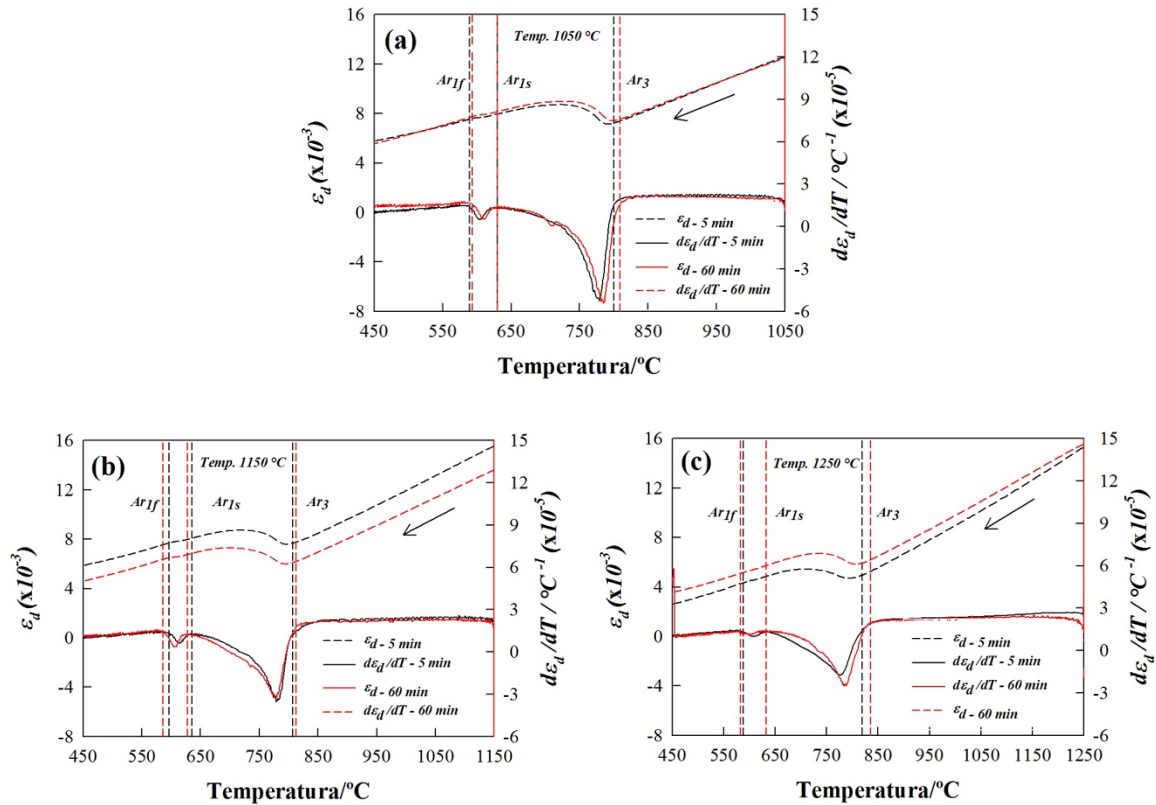 (a)
Temp. 1050 °C
Ar1f
Ar1s
Ar3
εd (x10-3)
16
12
8
4
0
-4
-8
dεd/dT / °C-1 (x10-5)
15
12
9
6
3
0
-3
-6
εd - 5 min
dεd/dT - 5 min
εd - 60 min
dεd/dT - 60 min
450 550 650 750 850 950 1050
Temperatura/ºC
(b)
Temp. 1150 °C
Ar1f
Ar1s
Ar3
εd (x10-3)
16
12
8
4
0
-4
-8
dεd/dT / °C-1 (x10-5)
15
12
9
6
3
0
-3
-6
εd - 5 min
dεd/dT - 5 min
εd - 60 min
dεd/dT - 60 min
450 550 650 750 850 950 1050 1150
Temperatura/ºC
(c)
Temp. 1250 °C
Ar1f
Ar1s
Ar3
εd (x10-3)
16
12
8
4
0
-4
-8
dεd/dT / °C-1 (x10-5)
15
12
9
6
3
0
-3
-6
εd - 5 min
dεd/dT - 5 min
dεd/dT - 60 min
εd - 60 min
450 550 650 750 850 950 1050 1150 1250
Temperatura/ºC